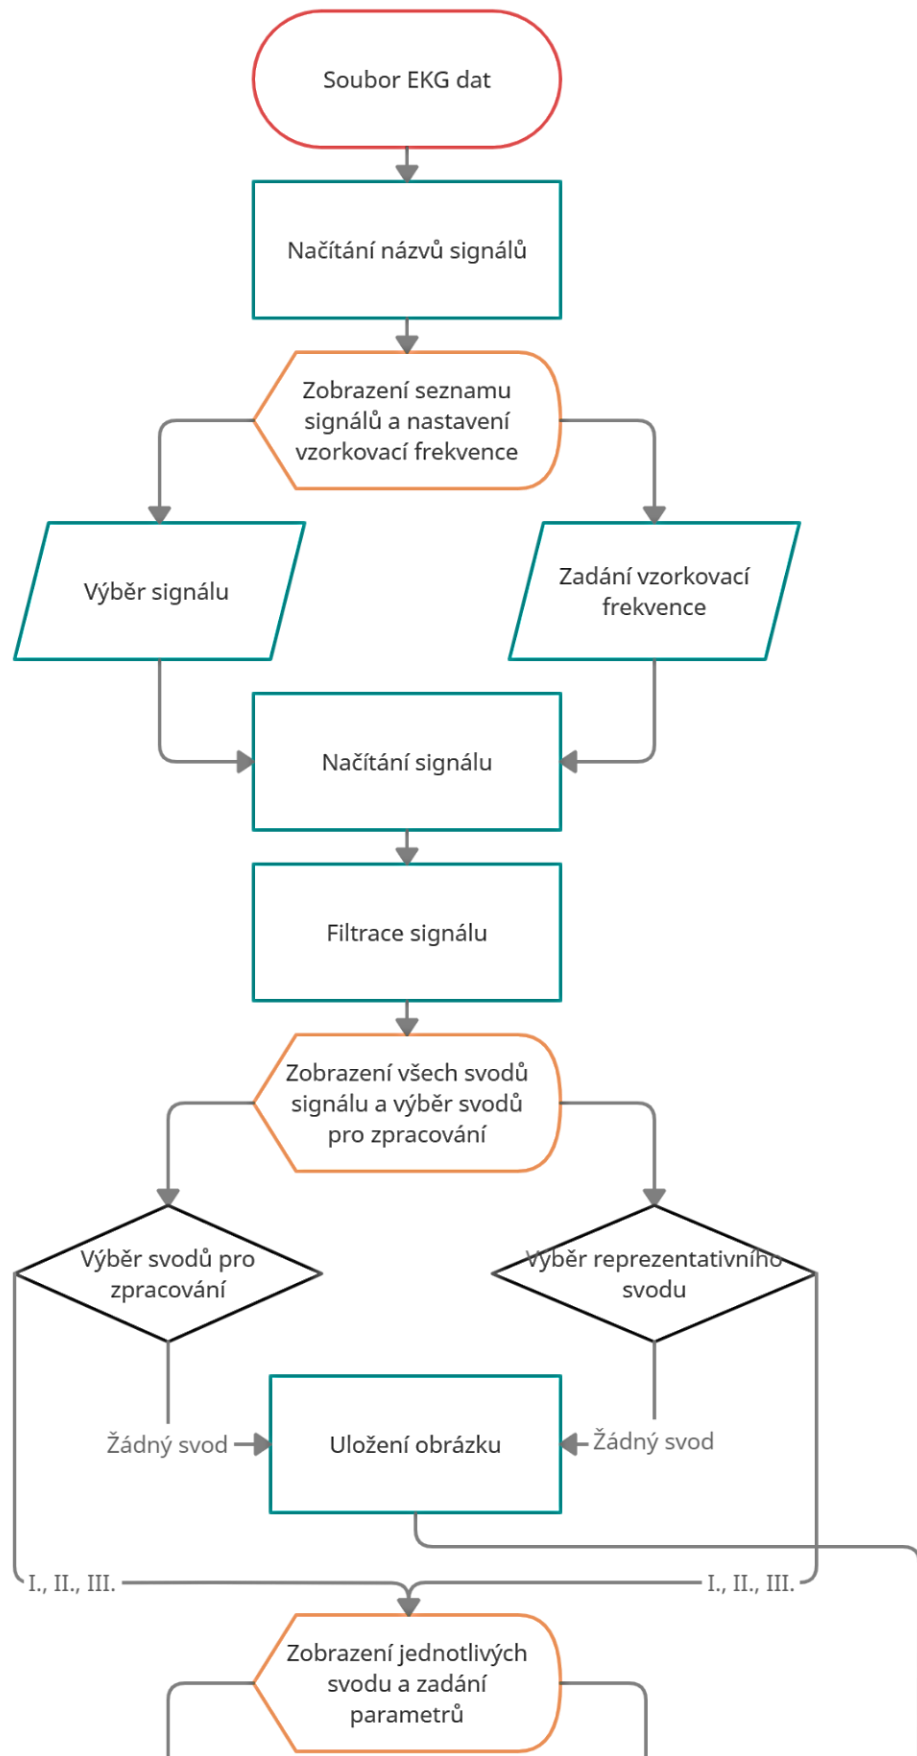 Soubor EKG dat
Načítání názvů signálů
Zobrazení seznamu
signálů a nastavení
vzorkovací frekvence
Výběr signálu
Zadání vzorkovací
frekvence
Načítání signálu
Filtrace signálu
Zobrazení všech svodů
signálu a výběr svodů
pro zpracování
Výběr svodů pro
zpracování
Výběr reprezentativního
svodu
Žádný svod
Uložení obrázku
Žádný svod
I., II., III.
I., II., III.
Zobrazení jednotlivých
svodu a zadání
parametrů